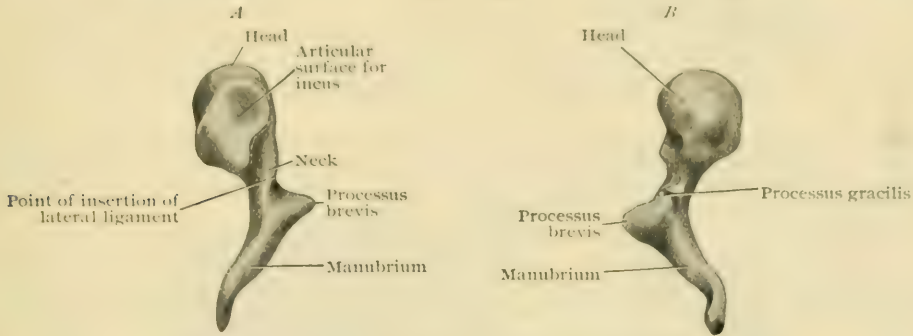 A
Head
Articular
surface for
incus
Neck
Point of insertion of
lateral ligament
Processus
brevis
Manubrium
B
Head
Processus gracilis
Processus
brevis
Manubrium